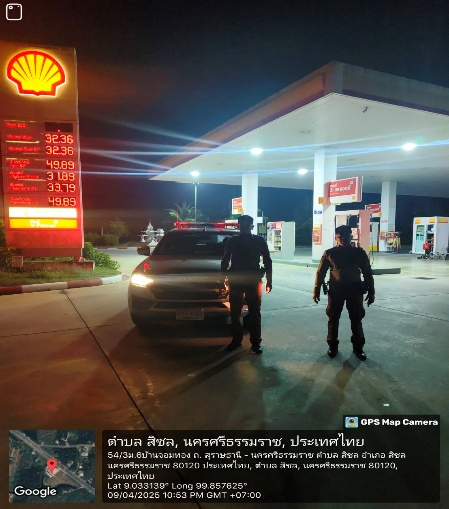 32.36
32.36
49.89
31.89
33.79
49.69
GPS Map Camera
ตำบล สิชล, นครศรีธรรมราช, ประเทศไทย
54/3ม.6บ้านจอมทอง ถ. สุราษธานี - นครศรีธรรมราช ตำบล สิชล อำเภอ สิชล
นครศรีธรรมราช 80120 ประเทศไทย, ตำบล สิชล, นครศรีธรรมราช 80120,
ประเทศไทย
Lat 9.033139° Long 99.857625°
09/04/2025 10:53 PM GMT +07:00
Google